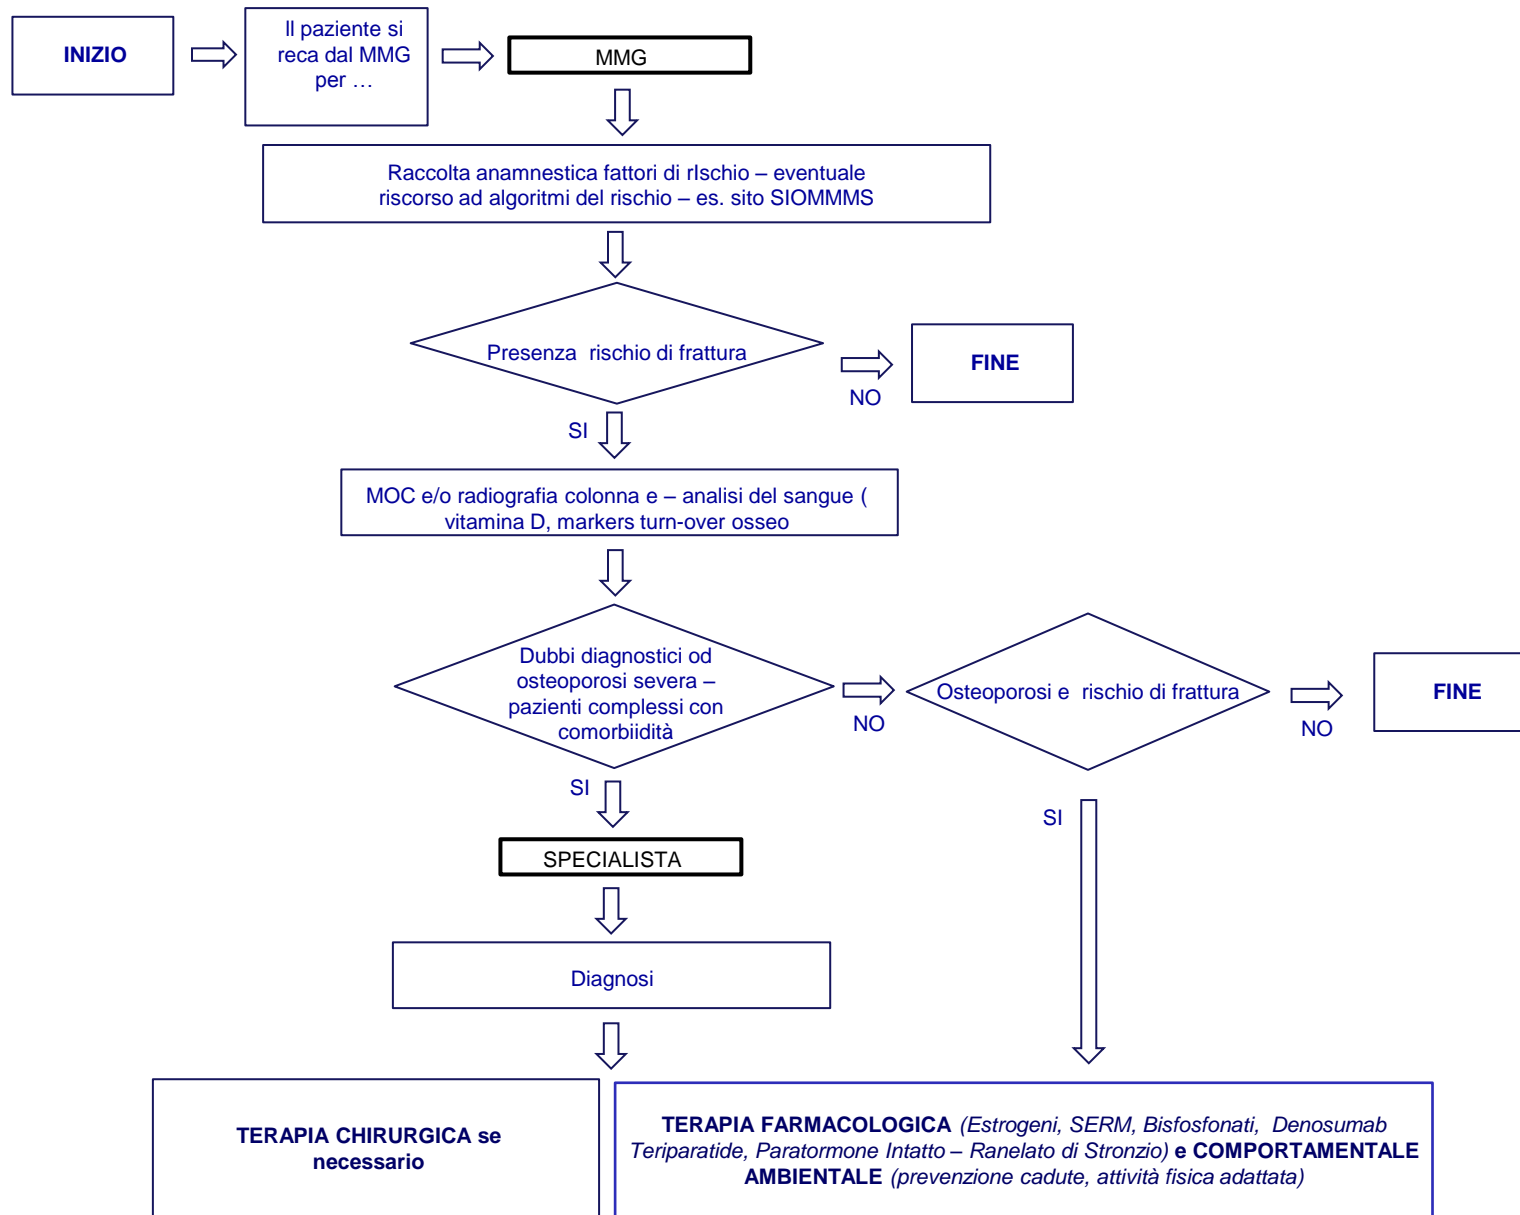 INIZIO
Il paziente si
reca dal MMG
per …
MMG
Raccolta anamnestica fattori di rIschio – eventuale
riscorso ad algoritmi del rischio – es. sito SIOMMMS
Presenza rischio di frattura
NO
FINE
SI
MOC e/o radiografia colonna e – analisi del sangue (
vitamina D, markers turn-over osseo
Dubbi diagnostici od
osteoporosi severa –
pazienti complessi con
comorbiidità
NO
Osteoporosi e rischio di frattura
NO
FINE
SI
SI
SPECIALISTA
Diagnosi
TERAPIA CHIRURGICA se
necessario
TERAPIA FARMACOLOGICA (Estrogeni, SERM, Bisfosfonati, Denosumab
Teriparatide, Paratormone Intatto – Ranelato di Stronzio) e COMPORTAMENTALE
AMBIENTALE (prevenzione cadute, attività fisica adattata)